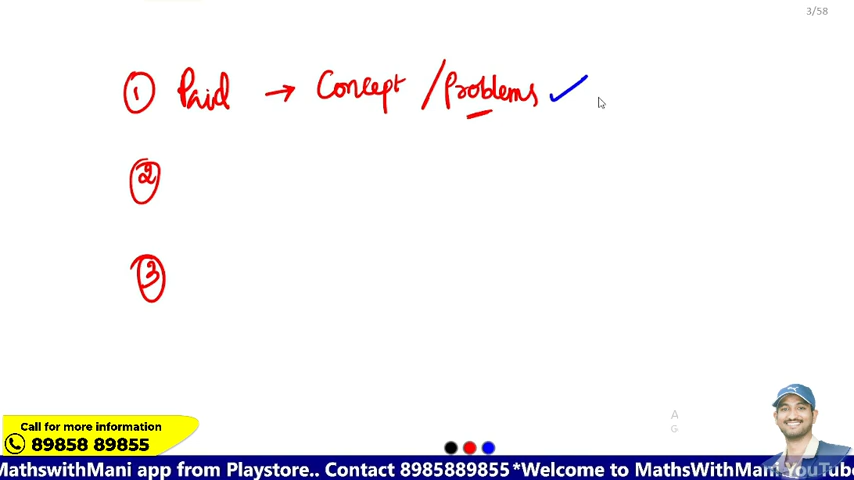 3/58
① Paid → Concept / Problems ✓
②
③
A
G
Call for more information
89858 89855
MathswithMani app from Playstore.. Contact 8985889855*Welcome to MathsWithMani YouTube